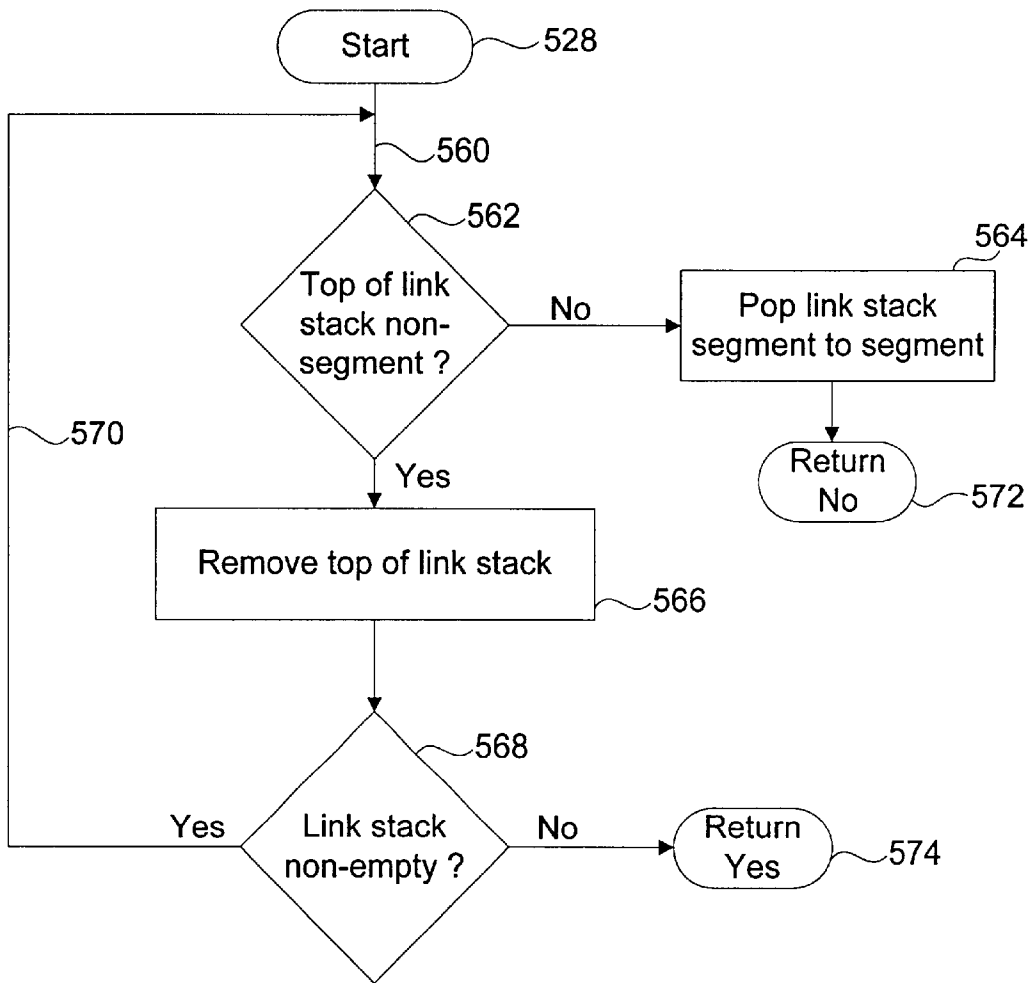 Start
528
560
562
Top of link
stack non-
segment ?
No
564
Pop link stack
segment to segment
570
Yes
Return
No
572
Remove top of link stack
566
568
Yes
Link stack
non-empty ?
No
Return
Yes
574